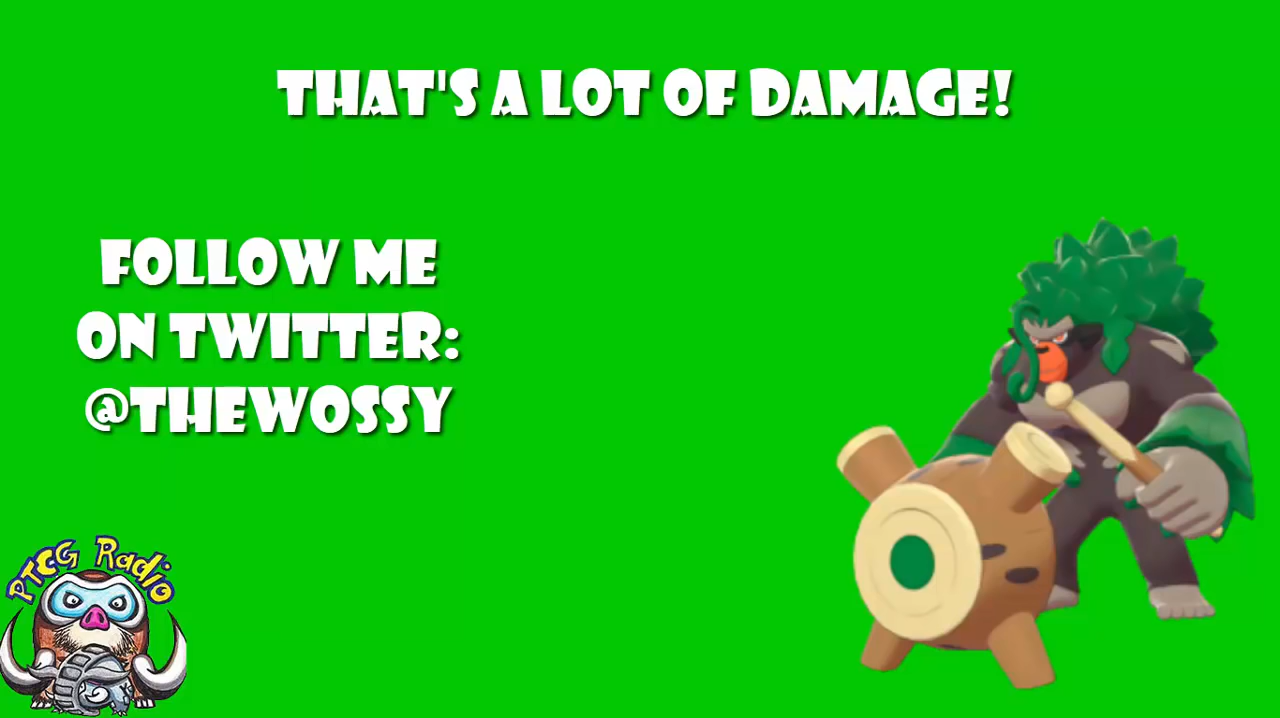 THAT'S A LOT OF DAMAGE!
FOLLOW ME
ON TWITTER:
@THEWOSSY
PTCG Radio